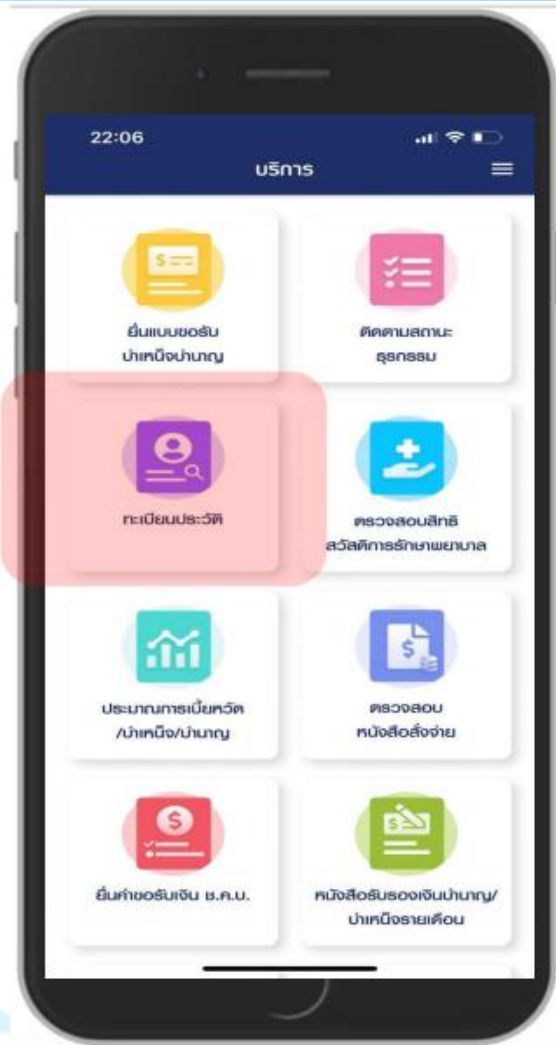 22:06
บริการ
ยื่นแบบขอรับ
บำเหน็จบำนาญ
ติดตามสถานะ
ธุรกรรม
ทะเบียนประวัติ
ตรวจสอบสิทธิ
สวัสดิการรักษาพยาบาล
ประมาณการเบี้ยหวัด
/บำเหน็จ/บำนาญ
ตรวจสอบ
หนังสือสั่งจ่าย
ยื่นคำขอรับเงิน ช.ค.บ.
หนังสือรับรองเงินบำนาญ/
บำเหน็จรายเดือน